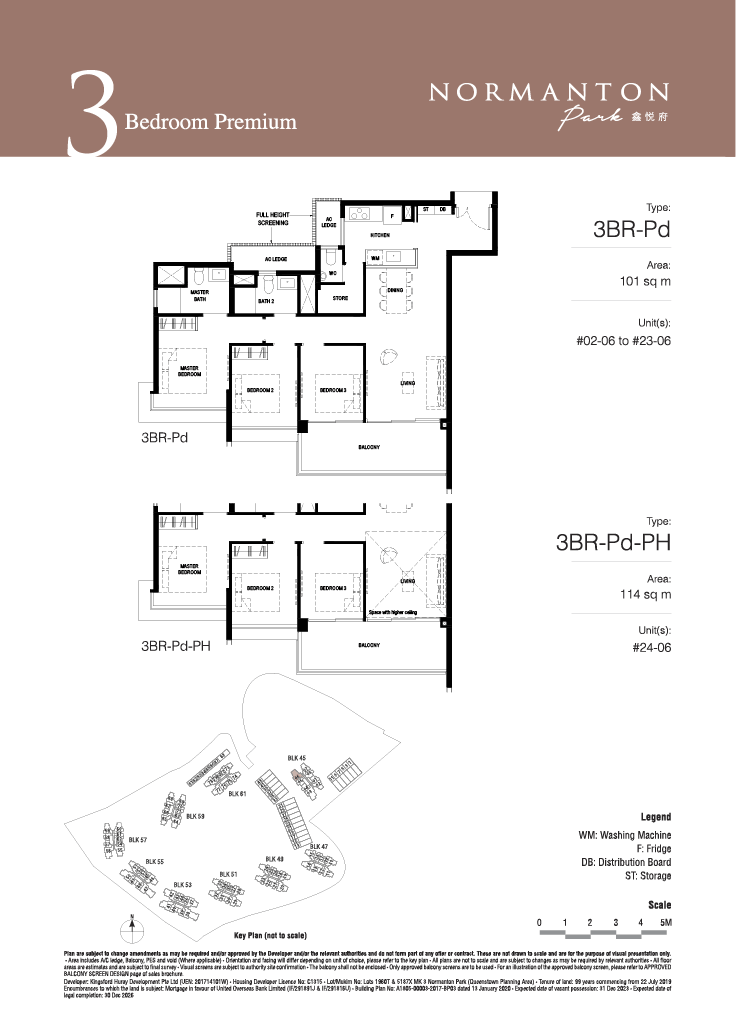 3 Bedroom Premium
NORMANTON
Park 鑫悦府
FULL HEIGHT
SCREENING
AC
LEDGE
F
ST DB
KITCHEN
AC LEDGE
WM
WC
MASTER
BATH
BATH 2
STORE
DINING
MASTER
BEDROOM
BEDROOM 2
BEDROOM 3
LIVING
BALCONY
3BR-Pd
Type:
3BR-Pd
Area:
101 sq m
Unit(s):
#02-06 to #23-06
MASTER
BEDROOM
BEDROOM 2
BEDROOM 3
LIVING
Space with higher ceiling
BALCONY
3BR-Pd-PH
Type:
3BR-Pd-PH
Area:
114 sq m
Unit(s):
#24-06
BLK 45
BLK 61
BLK 59
BLK 57
BLK 55
BLK 53
BLK 51
BLK 49
BLK 47
N
Key Plan (not to scale)
Legend
WM: Washing Machine
F: Fridge
DB: Distribution Board
ST: Storage
Scale
0 1 2 3 4 5M
Plan are subject to change amendments as may be required and/or approved by the Developer and/or the relevant authorities and do not form part of any offer or contract. These are not drawn to scale and are for the purpose of visual presentation only.
- Area includes A/C ledge, Balcony, PES and void (Where applicable) - Orientation and facing will differ depending on unit of choice, please refer to the key plan - All plans are not to scale and are subject to changes as may be required by relevant authorities - All floor
areas are estimates and are subject to final survey - Visual screens are subject to authority site confirmation - The balcony shall not be enclosed - Only approved balcony screens are to be used - For an illustration of the approved balcony screen, please refer to APPROVED
BALCONY SCREEN DESIGN page of sales brochure.
Developer: Kingsford Huray Development Pte Ltd (UEN: 201714101W) - Housing Developer Licence No: C1315 - Lot/Mukim No: Lots 1960T & 5187X MK 3 Normanton Park (Queenstown Planning Area) - Tenure of land: 99 years commencing from 22 July 2019
Encumbrances to which the land is subject: Mortgage in favour of United Overseas Bank Limited - Building Plan No: A1805-00003-2017-BP03 dated 13 January 2020 - Expected date of vacant possession: 31 Dec 2023 - Expected date of
legal completion: 30 Dec 2026